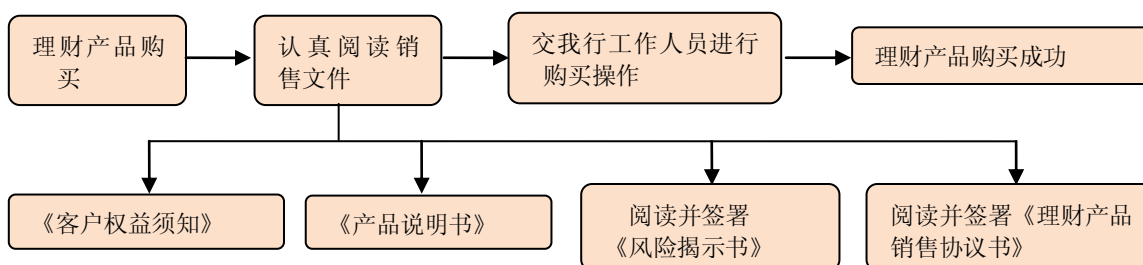 理财产品购
买
认真阅读销
售文件
交我行工作人员进行
购买操作
理财产品购买成功
《客户权益须知》
《产品说明书》
阅读并签署
《风险揭示书》
阅读并签署《理财产品
销售协议书》